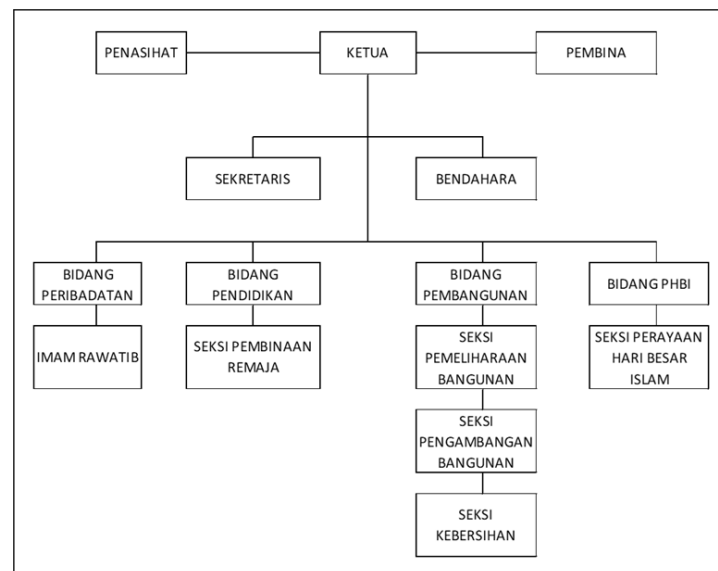 PENASIHAT
KETUA
PEMBINA
SEKRETARIS
BENDAHARA
BIDANG
PERIBADATAN
BIDANG
PENDIDIKAN
BIDANG
PEMBANGUNAN
BIDANG PHBI
IMAM RAWATIB
SEKSI PEMBINAAN
REMAJA
SEKSI
PEMELIHARAAN
BANGUNAN
SEKSI PERAYAAN
HARI BESAR
ISLAM
SEKSI
PENGAMBANGAN
BANGUNAN
SEKSI
KEBERSIHAN